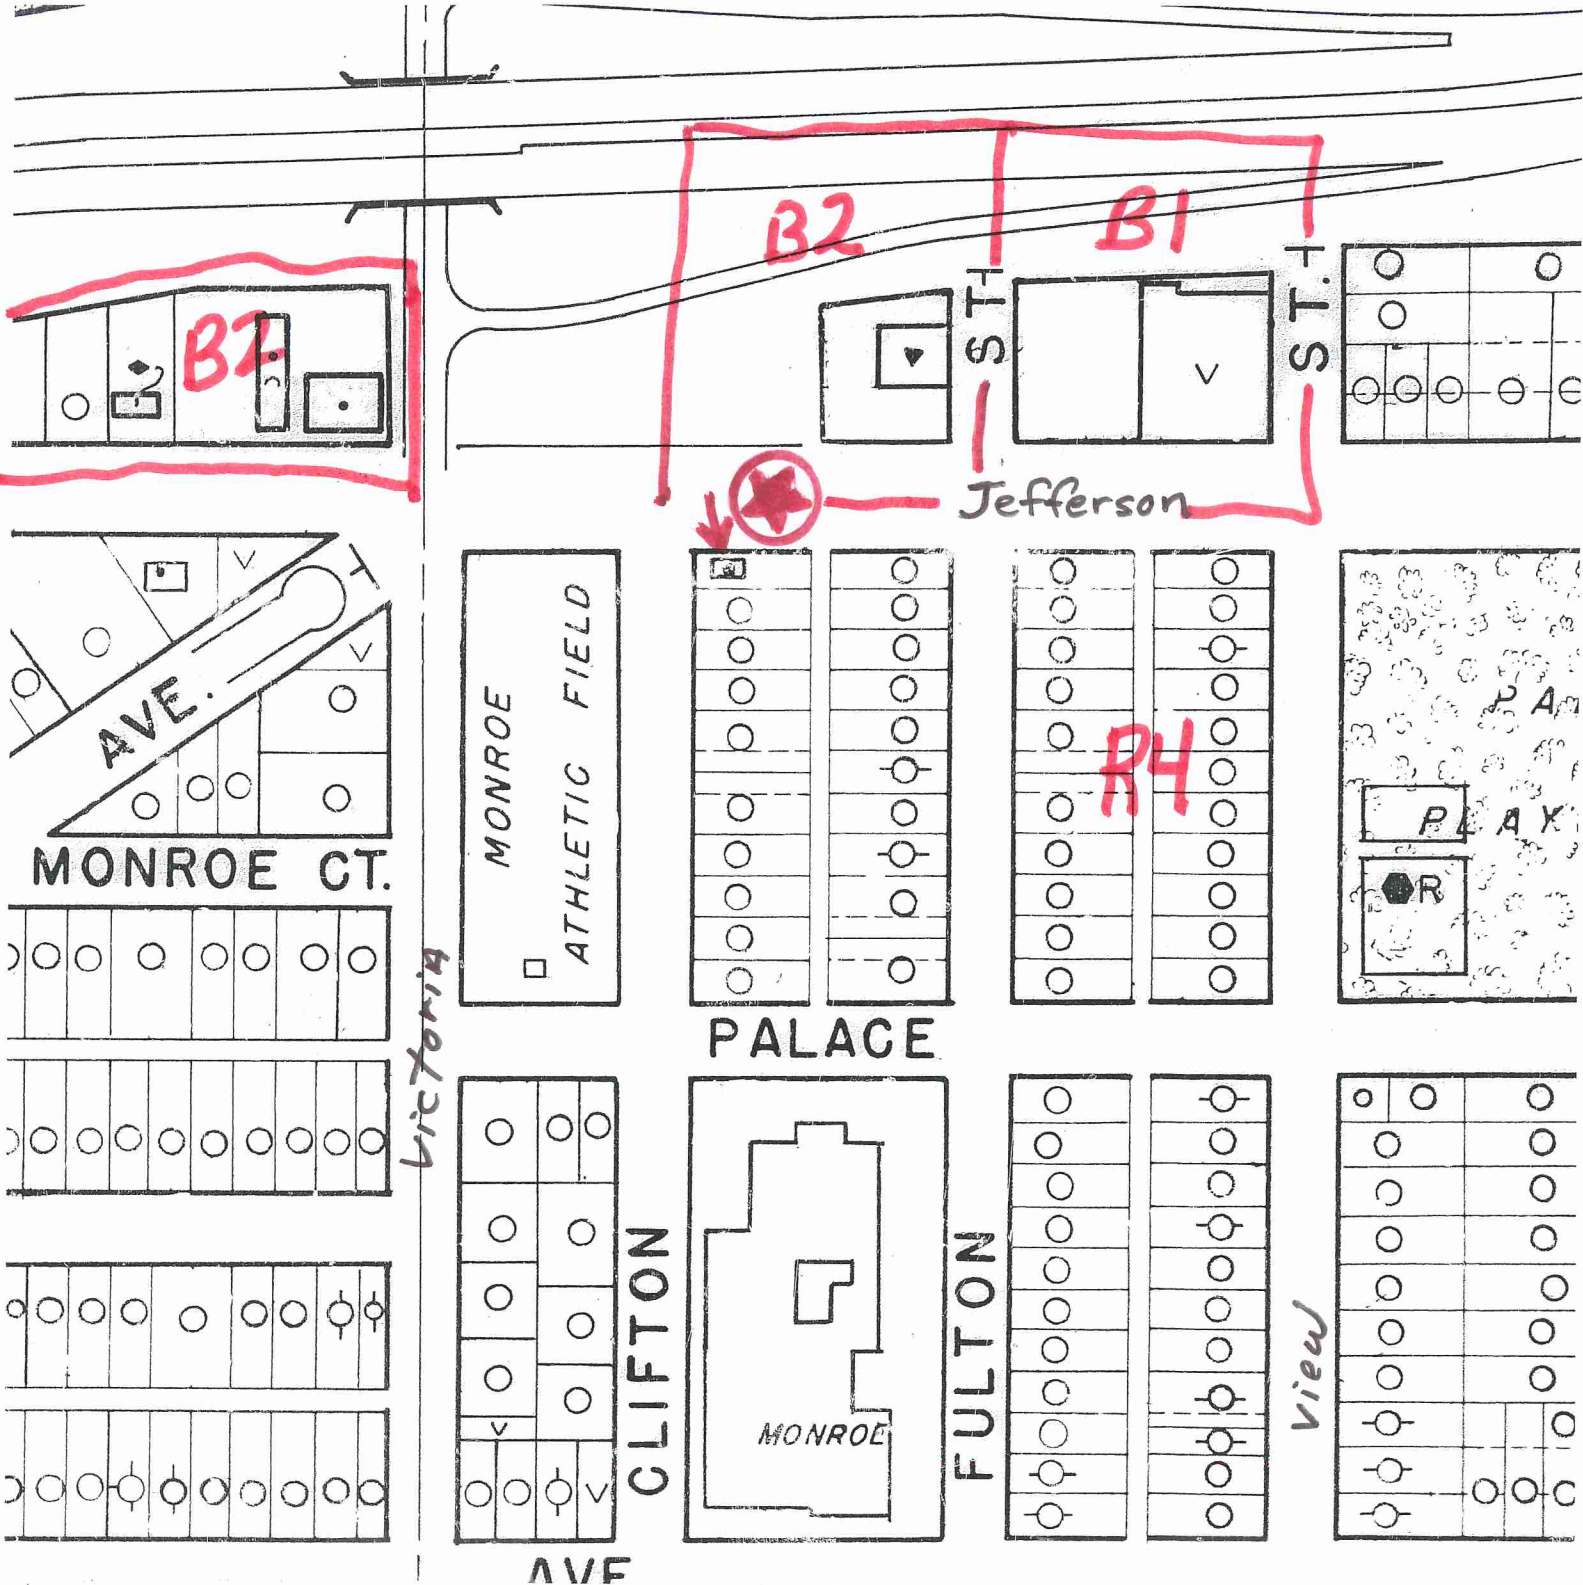 B2
B1
ST.
ST.
B2
V
Jefferson
V
V
AVE.
MONROE
ATHLETIC FIELD
R4
PA
PLAY
R
MONROE CT.
Victoria
PALACE
CLIFTON
MONROE
FULTON
View
V
V
AVE